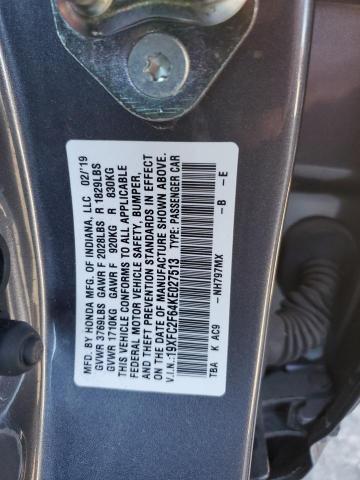 MFD. BY HONDA MFG. OF INDIANA, LLC 02/'19
GVWR 3769LBS GAWR F 2028LBS R 1829LBS
GVWR 1710KG GAWR F 920KG R 830KG
THIS VEHICLE CONFORMS TO ALL APPLICABLE
FEDERAL MOTOR VEHICLE SAFETY, BUMPER,
AND THEFT PREVENTION STANDARDS IN EFFECT
ON THE DATE OF MANUFACTURE SHOWN ABOVE.
V.I.N.:19XFC2F64KE027513 TYPE: PASSENGER CAR
TBA K AC9 -NH797MX -B -E